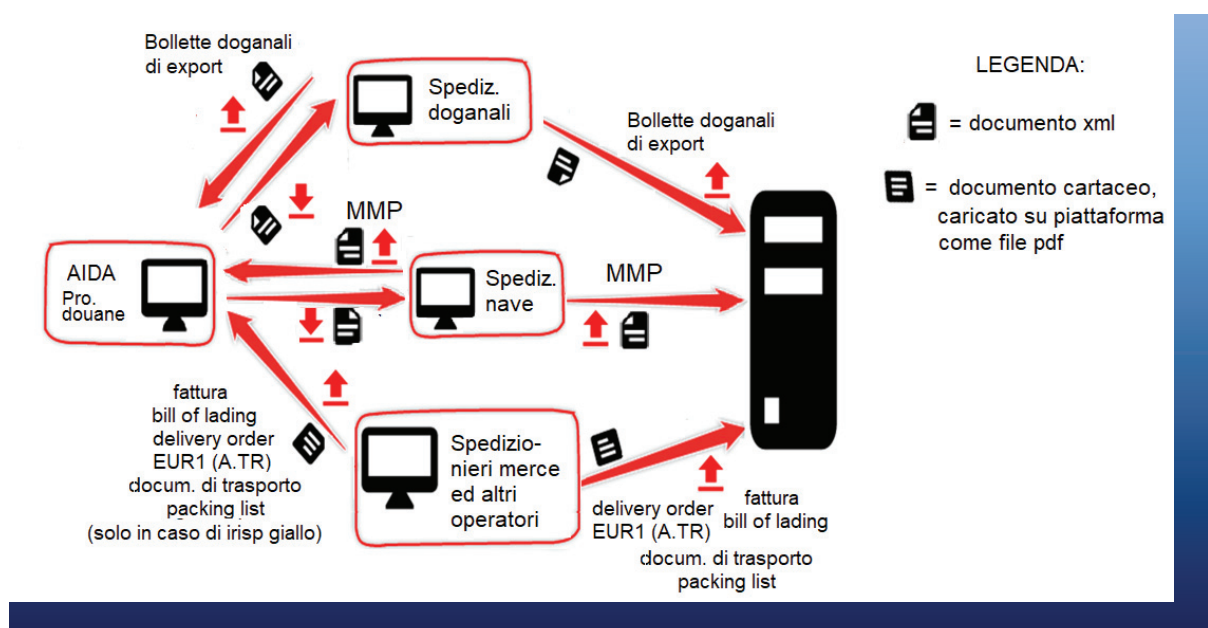 Bollette doganali
di export
Spediz.
doganali
Bollette doganali
di export
LEGENDA:
= documento xml
= documento cartaceo,
caricato su piattaforma
come file pdf
MMP
AIDA
Pro.
douane
Spediz.
nave
MMP
fattura
bill of lading
delivery order
EUR1 (A.TR)
docum. di trasporto
packing list
(solo in caso di irisp giallo)
Spedizio-
nieri merce
ed altri
operatori
delivery order
EUR1 (A.TR)
fattura
bill of lading
docum. di trasporto
packing list